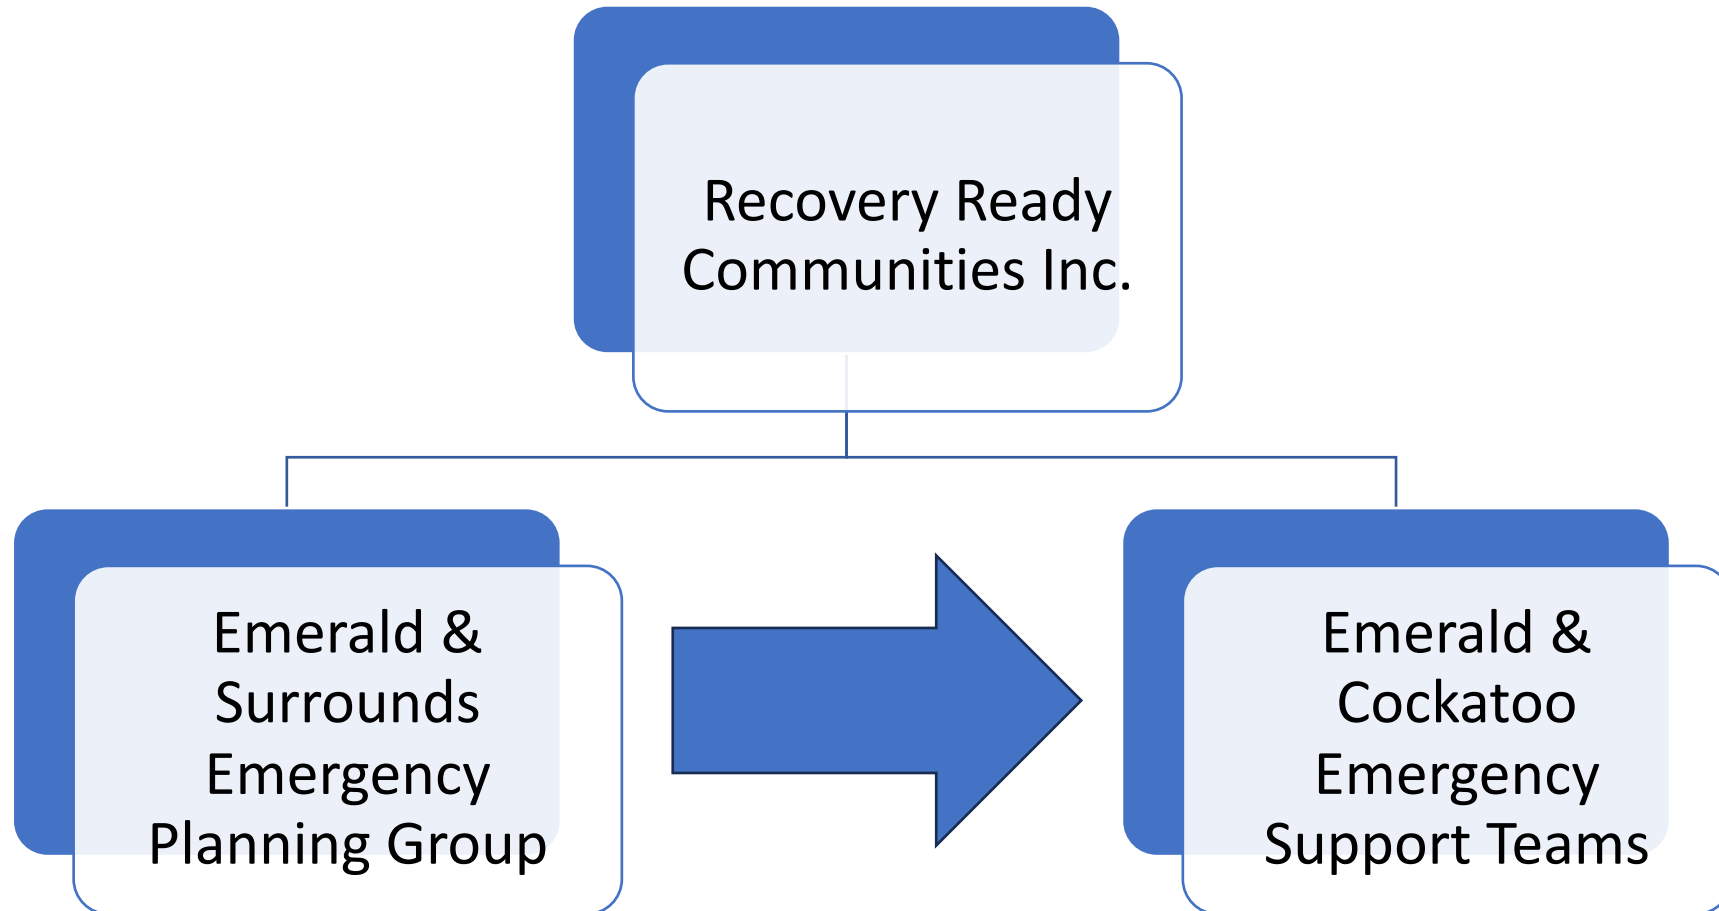 Recovery Ready
Communities Inc.
Emerald &
Surrounds
Emergency
Planning Group
Emerald &
Cockatoo
Emergency
Support Teams